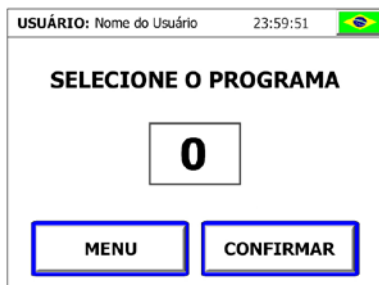 USUÁRIO: Nome do Usuário 23:59:51
SELECIONE O PROGRAMA
0
MENU CONFIRMAR